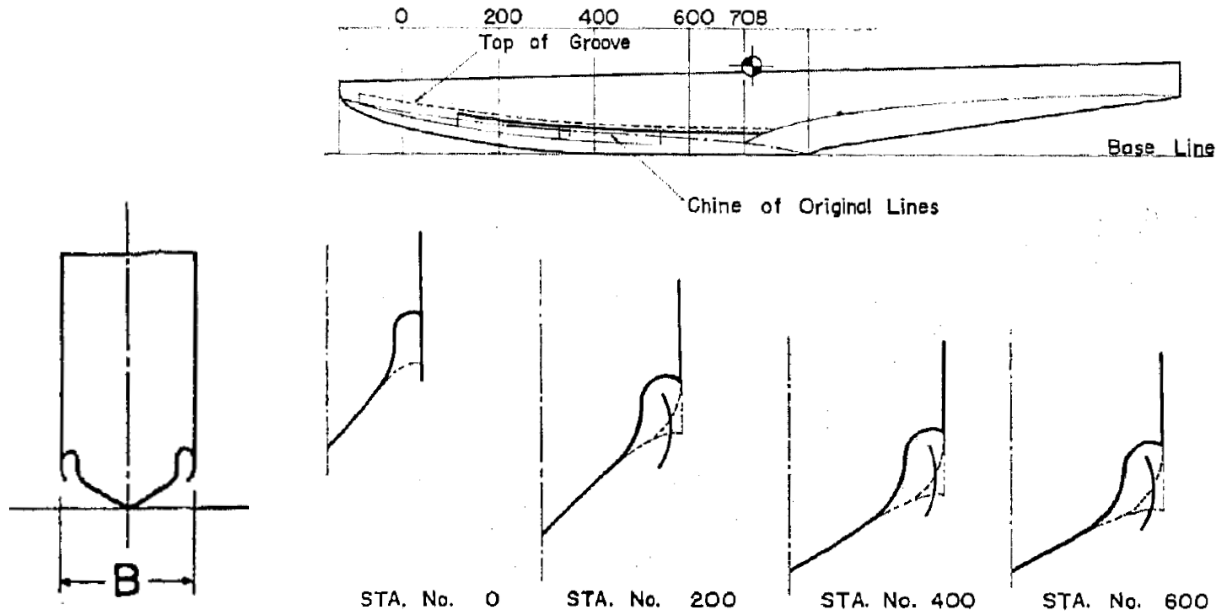 0 200 400 600 708
Top of Groove
Base Line
Chine of Original Lines
B
STA. No. 0
STA. No. 200
STA. No. 400
STA. No. 600